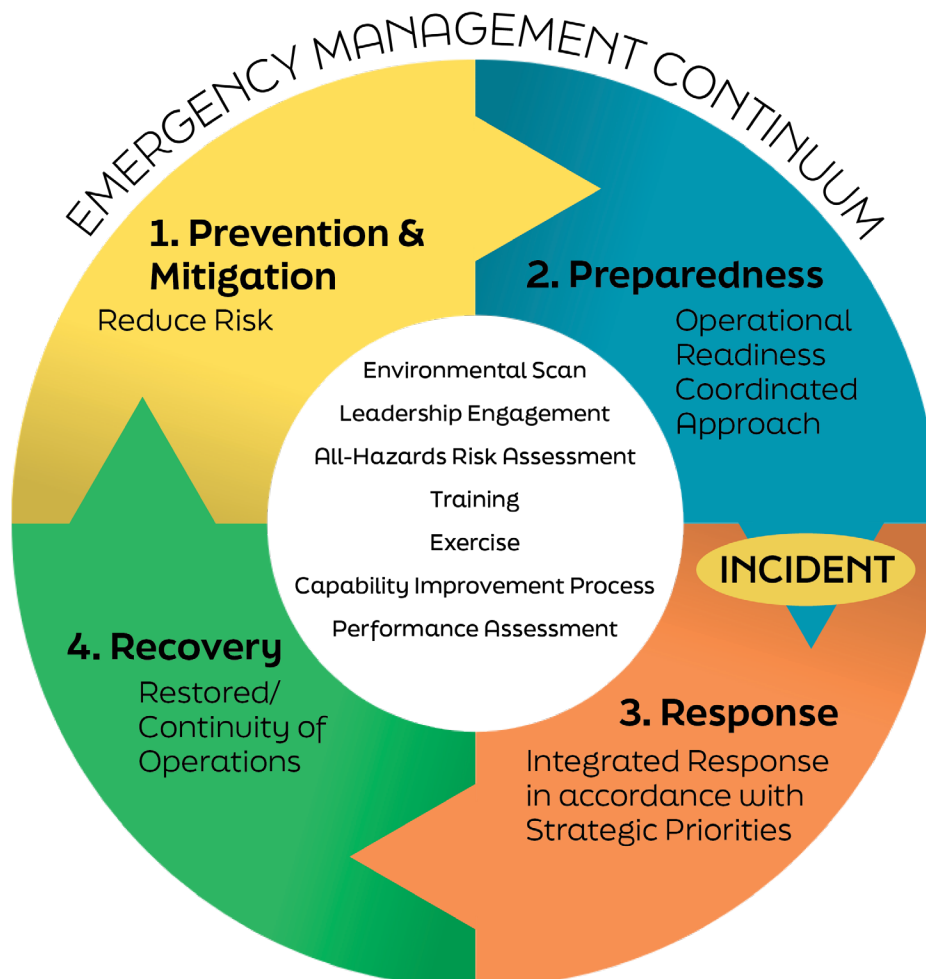 EMERGENCY MANAGEMENT CONTINUUM
1. Prevention &
Mitigation
Reduce Risk
2. Preparedness
Operational
Readiness
Coordinated
Approach
Environmental Scan
Leadership Engagement
All-Hazards Risk Assessment
Training
Exercise
Capability Improvement Process
Performance Assessment
INCIDENT
3. Response
Integrated Response
in accordance with
Strategic Priorities
4. Recovery
Restored/
Continuity of
Operations